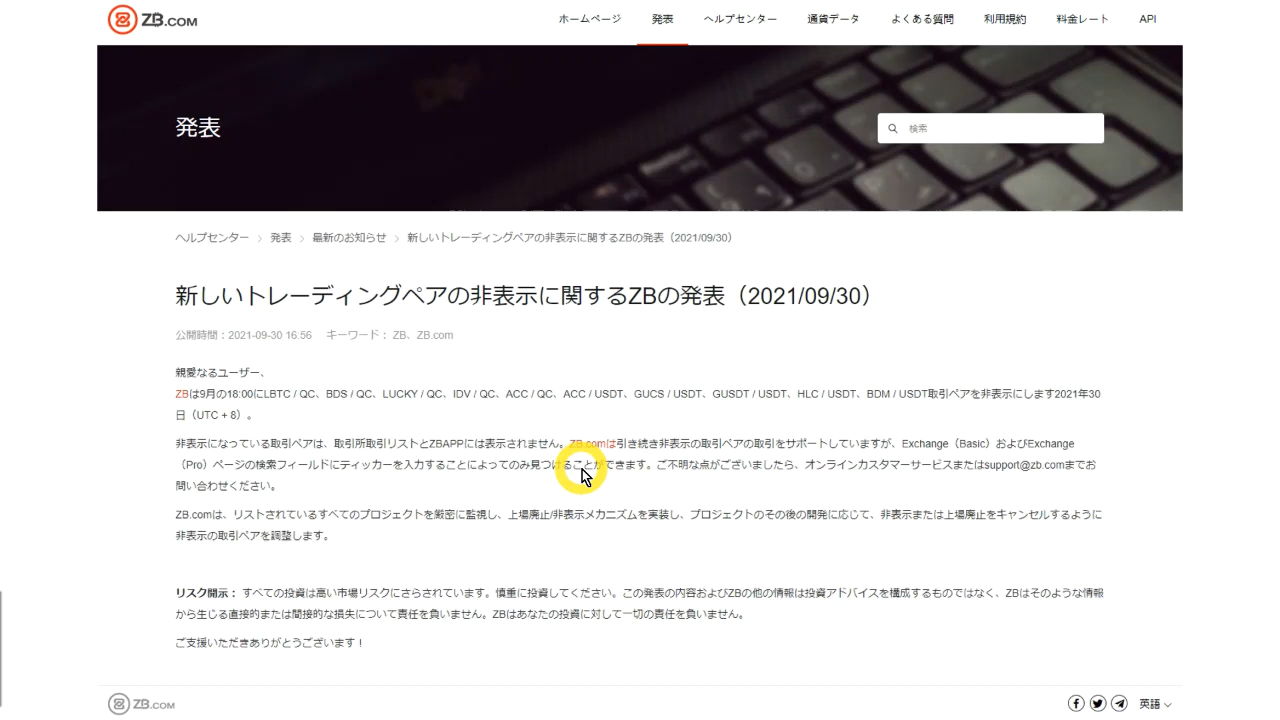 ZB.COM
ホームページ 発表 ヘルプセンター 通貨データ よくある質問 利用規約 料金レート API
発表
検索
ヘルプセンター > 発表 > 最新のお知らせ > 新しいトレーディングペアの非表示に関するZBの発表（2021/09/30）
新しいトレーディングペアの非表示に関するZBの発表（2021/09/30）
公開時間：2021-09-30 16:56 キーワード： ZB、ZB.com
親愛なるユーザー、
ZBは9月の18:00にLBTC / QC、BDS / QC、LUCKY / QC、IDV / QC、ACC / QC、ACC / USDT、GUCS / USDT、GUSDT / USDT、HLC / USDT、BDM / USDT取引ペアを非表示にします2021年30
日（UTC + 8）。
非表示になっている取引ペアは、取引所取引リストとZBAPPには表示されません。ZB.comは引き続き非表示の取引ペアの取引をサポートしていますが、Exchange（Basic）およびExchange
（Pro）ページの検索フィールドにティッカーを入力することによってのみ見つけることができます。ご不明な点がございましたら、オンラインカスタマーサービスまたはsupport@zb.comまでお
問い合わせください。
ZB.comは、リストされているすべてのプロジェクトを厳密に監視し、上場廃止/非表示メカニズムを実装し、プロジェクトのその後の開発に応じて、非表示または上場廃止をキャンセルするように
非表示の取引ペアを調整します。
リスク開示： すべての投資は高い市場リスクにさらされています。慎重に投資してください。この発表の内容およびZBの他の情報は投資アドバイスを構成するものではなく、ZBはそのような情報
から生じる直接的または間接的な損失について責任を負いません。ZBはあなたの投資に対して一切の責任を負いません。
ご支援いただきありがとうございます！
ZB.COM 英語